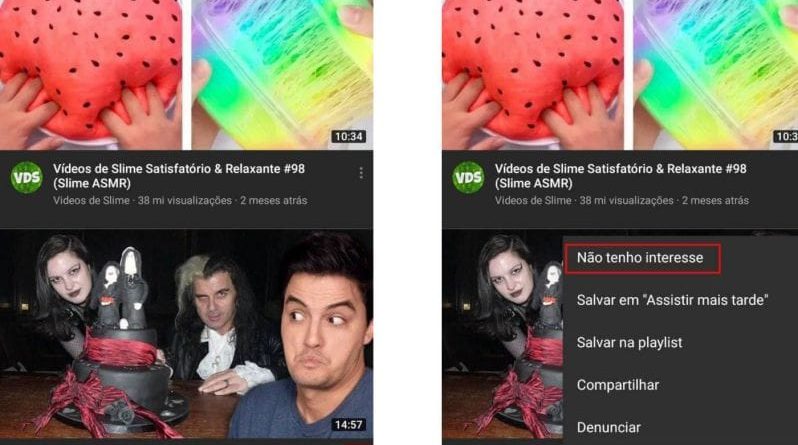 10:34
VDS
Vídeos de Slime Satisfatório & Relaxante #98
(Slime ASMR)
Videos de Slime · 38 mi visualizações · 2 meses atrás
14:57
10:3
VDS
Vídeos de Slime Satisfatório & Relaxante #98
(Slime ASMR)
Videos de Slime · 38 mi visualizações · 2 meses atrás
Não tenho interesse
Salvar em "Assistir mais tarde"
Salvar na playlist
Compartilhar
Denunciar